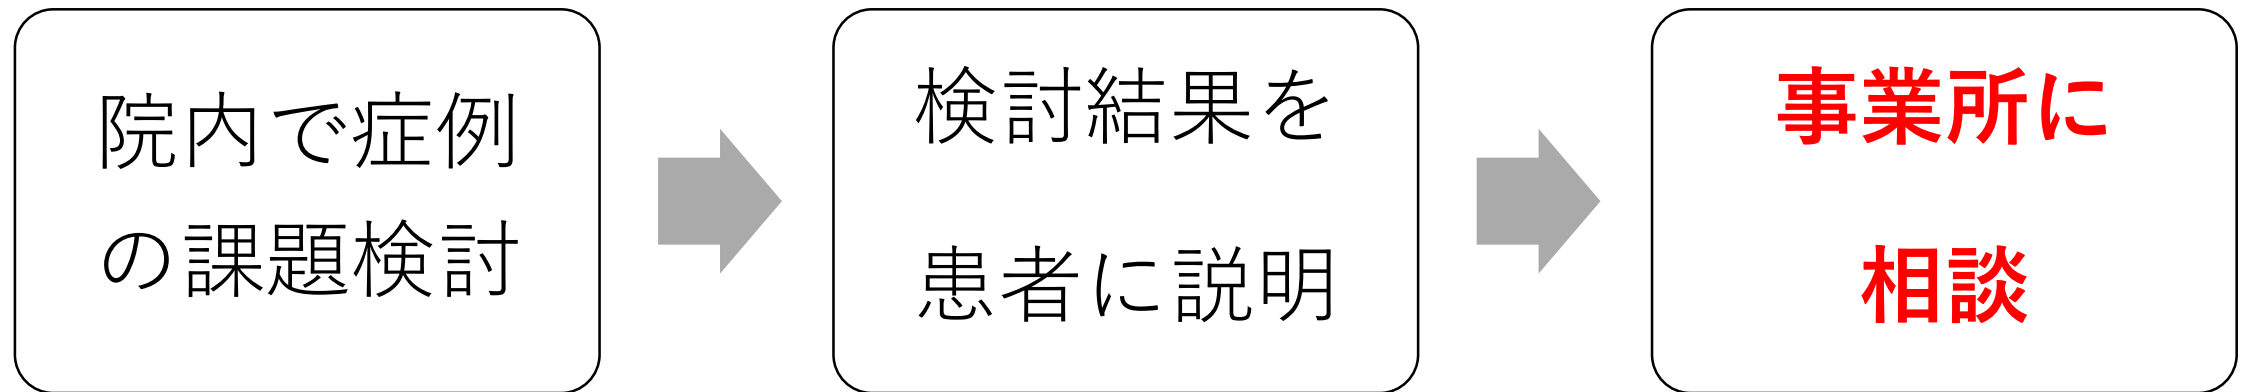 院内で症例
の課題検討
検討結果を
患者に説明
事業所に
相談